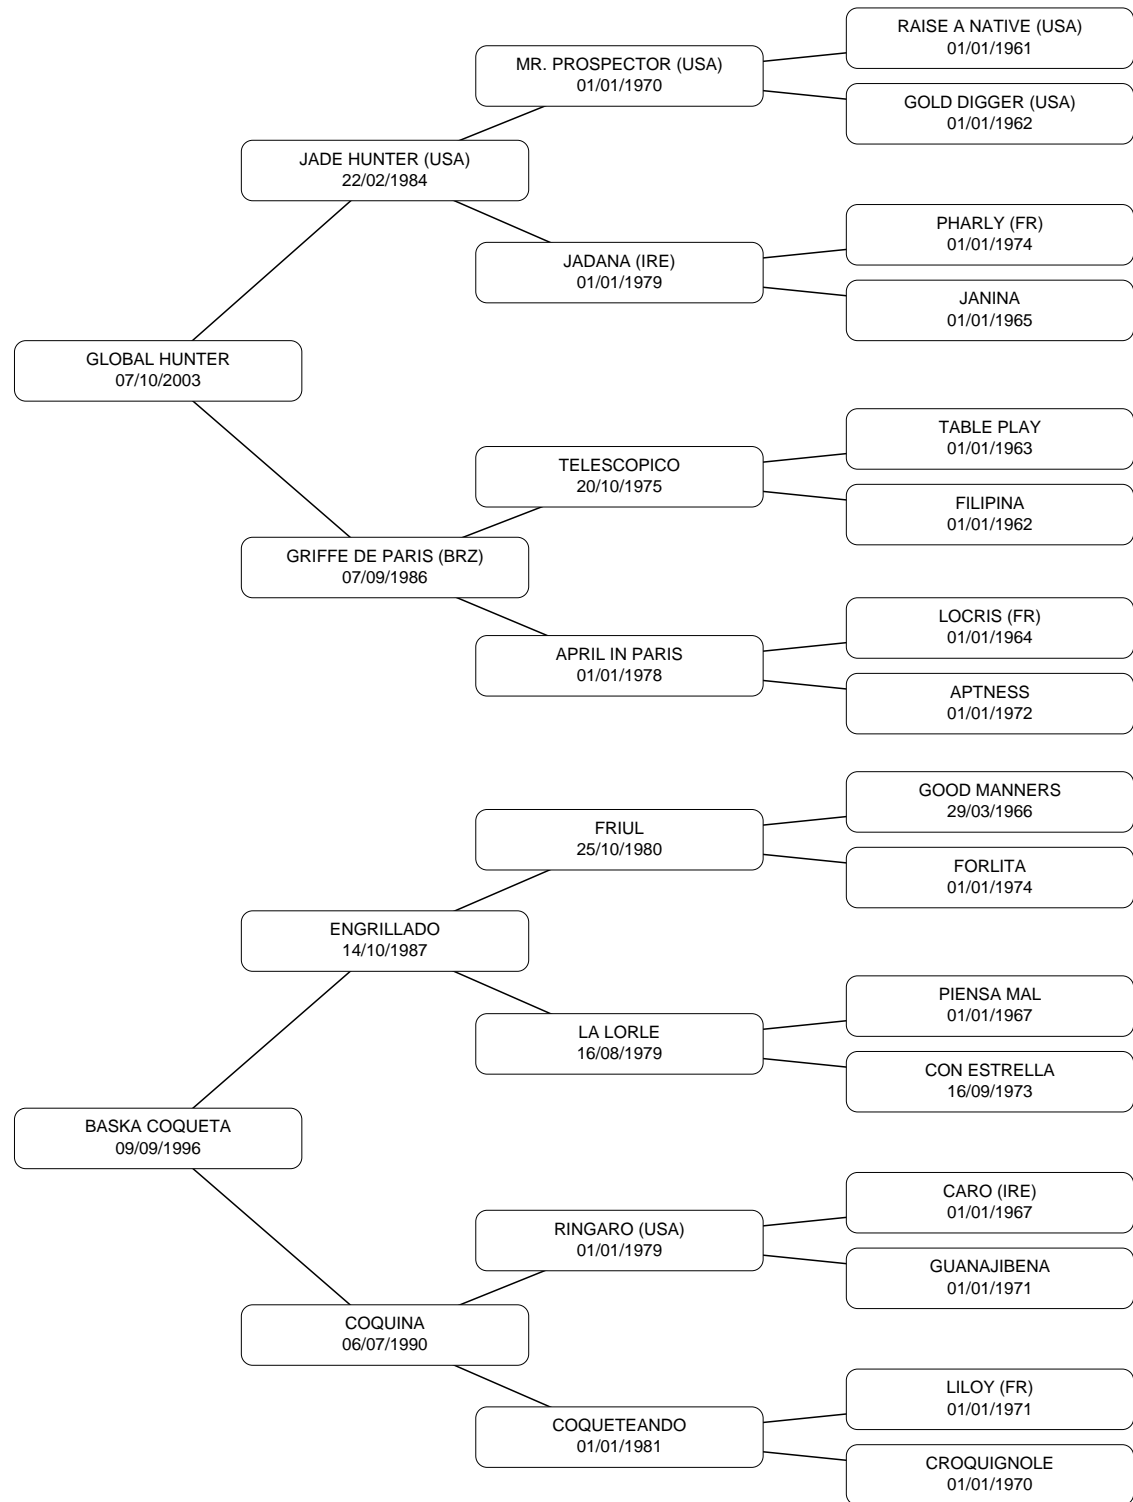 RAISE A NATIVE (USA)
01/01/1961
MR. PROSPECTOR (USA)
01/01/1970
GOLD DIGGER (USA)
01/01/1962
JADE HUNTER (USA)
22/02/1984
PHARLY (FR)
01/01/1974
JADANA (IRE)
01/01/1979
JANINA
01/01/1965
GLOBAL HUNTER
07/10/2003
TABLE PLAY
01/01/1963
TELESCOPICO
20/10/1975
FILIPINA
01/01/1962
GRIFFE DE PARIS (BRZ)
07/09/1986
LOCRIS (FR)
01/01/1964
APRIL IN PARIS
01/01/1978
APTNESS
01/01/1972
GOOD MANNERS
29/03/1966
FRIUL
25/10/1980
FORLITA
01/01/1974
ENGRILLADO
14/10/1987
PIENSA MAL
01/01/1967
LA LORLE
16/08/1979
CON ESTRELLA
16/09/1973
BASKA COQUETA
09/09/1996
CARO (IRE)
01/01/1967
RINGARO (USA)
01/01/1979
GUANAJIBENA
01/01/1971
COQUINA
06/07/1990
LILOY (FR)
01/01/1971
COQUETEANDO
01/01/1981
CROQUIGNOLE
01/01/1970